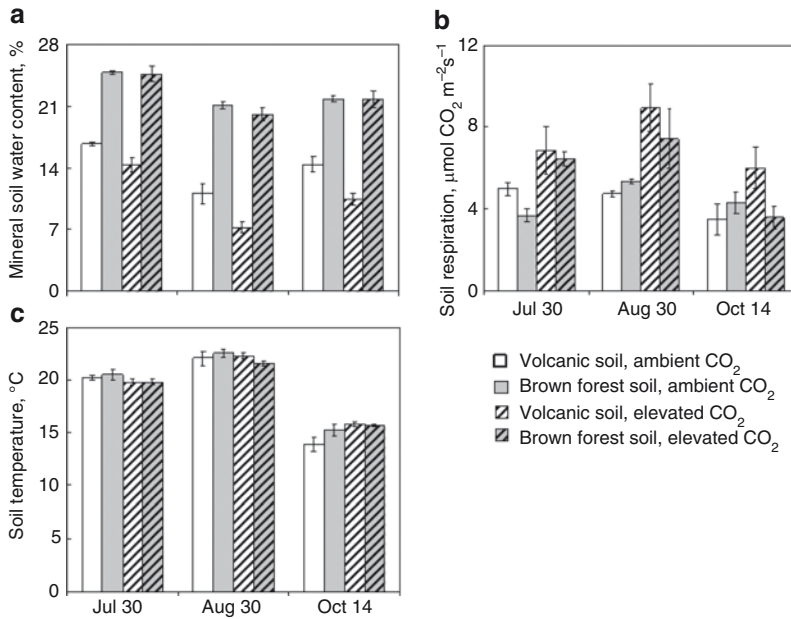 a
Mineral soil water content, %
28
21
14
7
0
b
Soil respiration, μmol CO₂ m⁻²s⁻¹
12
8
4
0
Jul 30 Aug 30 Oct 14
c
Soil temperature, °C
25
20
15
10
5
0
Jul 30 Aug 30 Oct 14
Volcanic soil, ambient CO₂
Brown forest soil, ambient CO₂
Volcanic soil, elevated CO₂
Brown forest soil, elevated CO₂